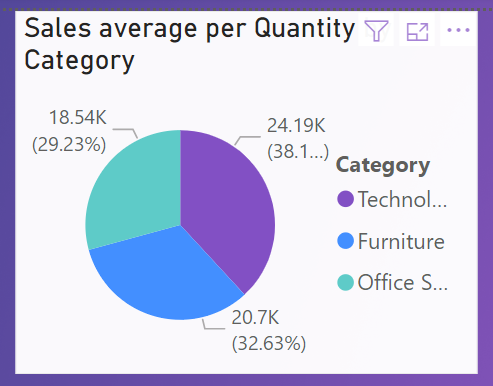 Sales average per Quantity
Category
18.54K
(29.23%)
24.19K
(38.1...)
Category
Technol...
Furniture
Office S...
20.7K
(32.63%)